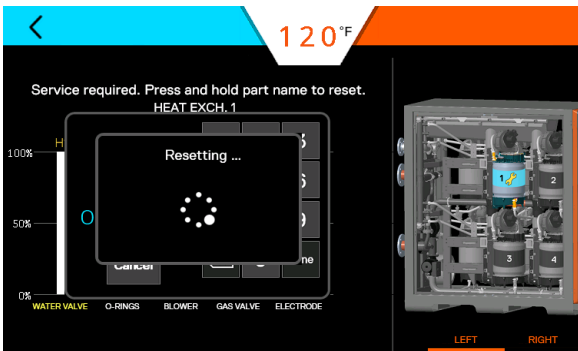 120°F
Service required. Press and hold part name to reset.
HEAT EXCH. 1
Resetting ...
100%
50%
0%
Cancel
WATER VALVE O-RINGS BLOWER GAS VALVE ELECTRODE
1 2
3 4
LEFT RIGHT